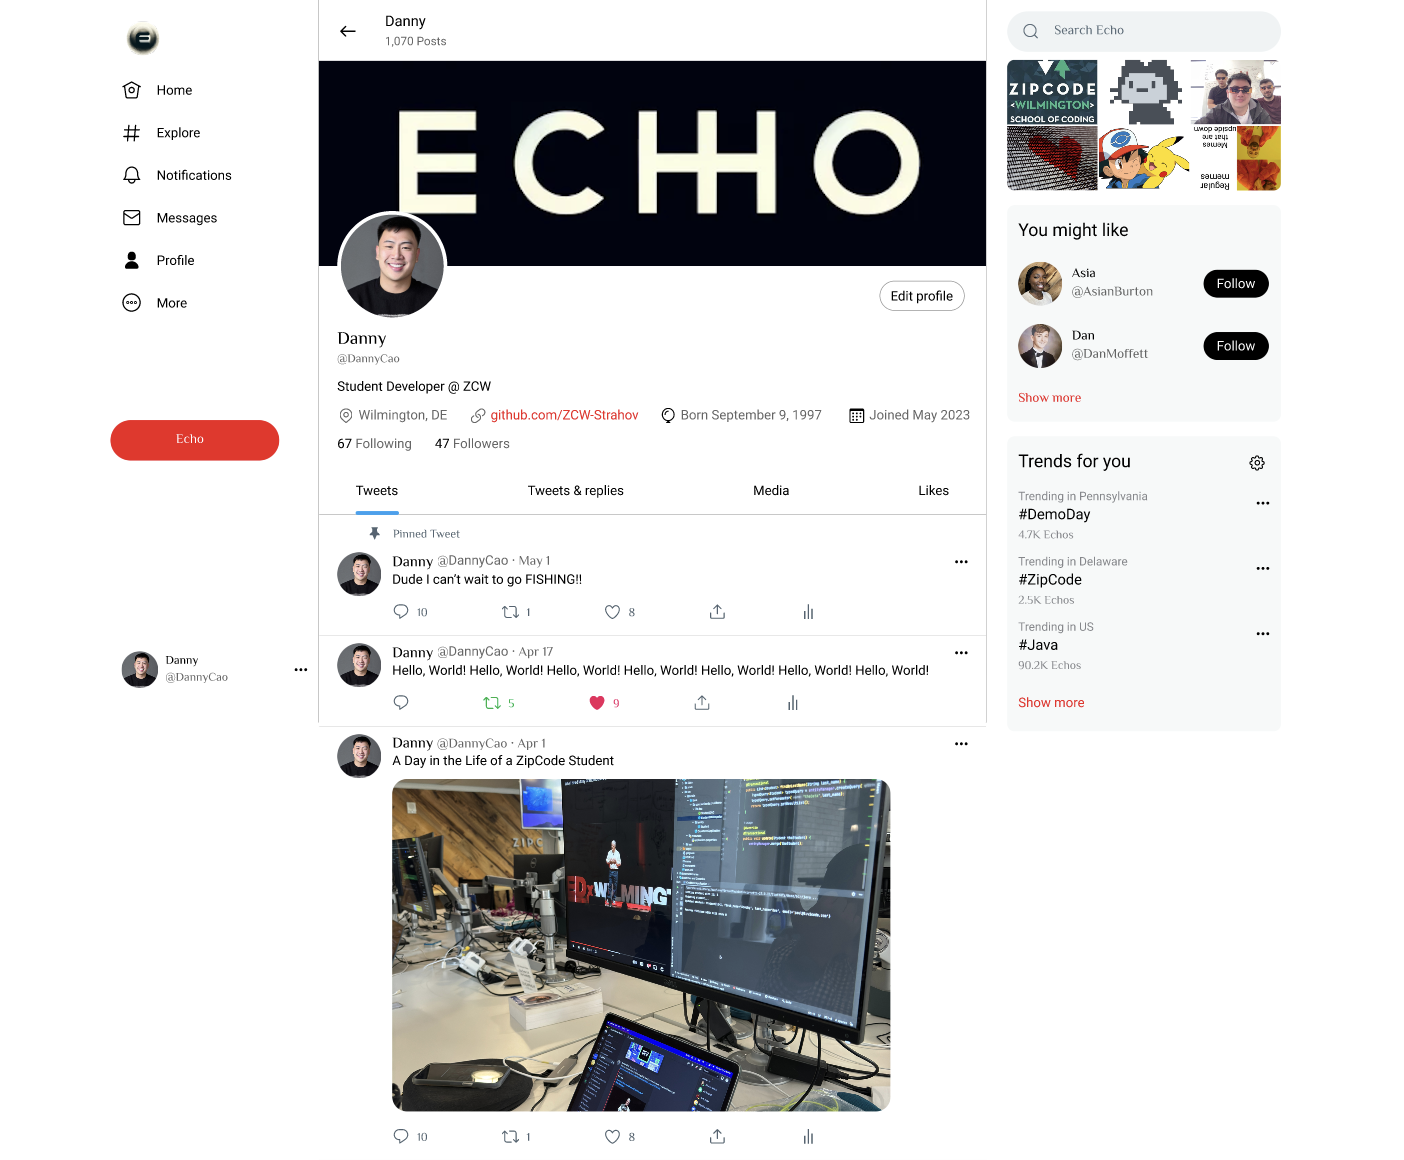 Home
Explore
Notifications
Messages
Profile
More
Echo
Danny
@DannyCao
Danny
1,070 Posts
ECHHO
Edit profile
Danny
@DannyCao
Student Developer @ ZCW
Wilmington, DE
github.com/ZCW-Strahov
Born September 9, 1997
Joined May 2023
67 Following
47 Followers
Tweets
Tweets & replies
Media
Likes
Pinned Tweet
Danny @DannyCao · May 1
Dude I can't wait to go FISHING!!
10
1
8
Danny @DannyCao · Apr 17
Hello, World! Hello, World! Hello, World! Hello, World! Hello, World! Hello, World! Hello, World!
5
9
Danny @DannyCao · Apr 1
A Day in the Life of a ZipCode Student
10
1
8
Search Echo
ZIPCODE
<WILMINGTON>
SCHOOL OF CODING
Memes
that are
upside down
Regular
memes
You might like
Asia
@AsianBurton
Follow
Dan
@DanMoffett
Follow
Show more
Trends for you
Trending in Pennsylvania
#DemoDay
4.7K Echos
Trending in Delaware
#ZipCode
2.5K Echos
Trending in US
#Java
90.2K Echos
Show more